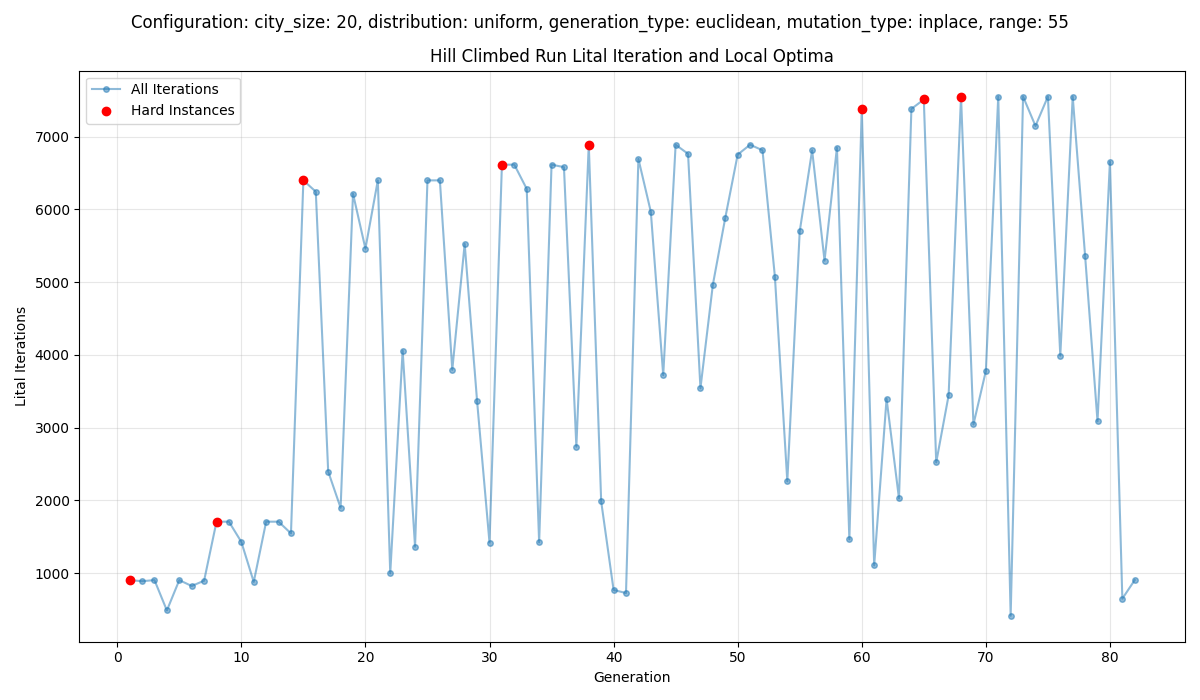 Configuration: city_size: 20, distribution: uniform, generation_type: euclidean, mutation_type: inplace, range: 55
Hill Climbed Run Lital Iteration and Local Optima
All Iterations
Hard Instances
7000
6000
5000
4000
3000
2000
1000
Lital Iterations
0 10 20 30 40 50 60 70 80
Generation